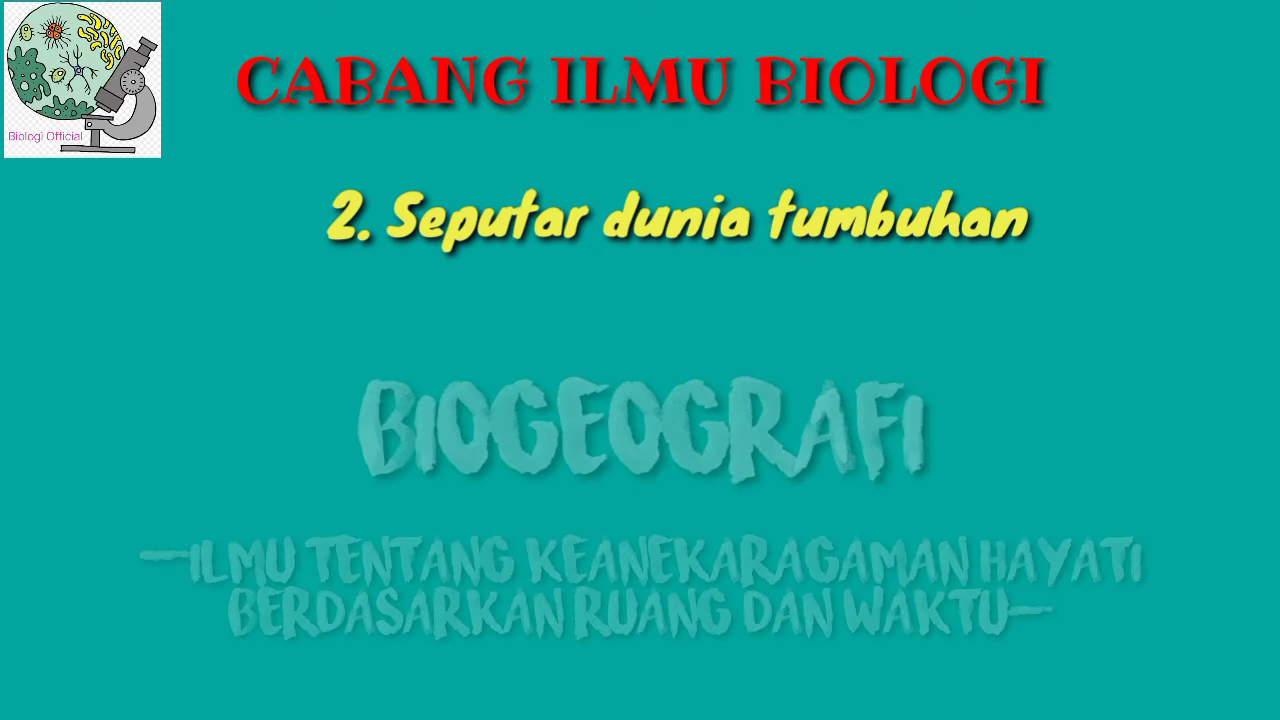 Biologi Official
CABANG ILMU BIOLOGI
2. Seputar dunia tumbuhan
BIOGEOGRAFI
—ILMU TENTANG KEANEKARAGAMAN HAYATI
BERDASARKAN RUANG DAN WAKTU—